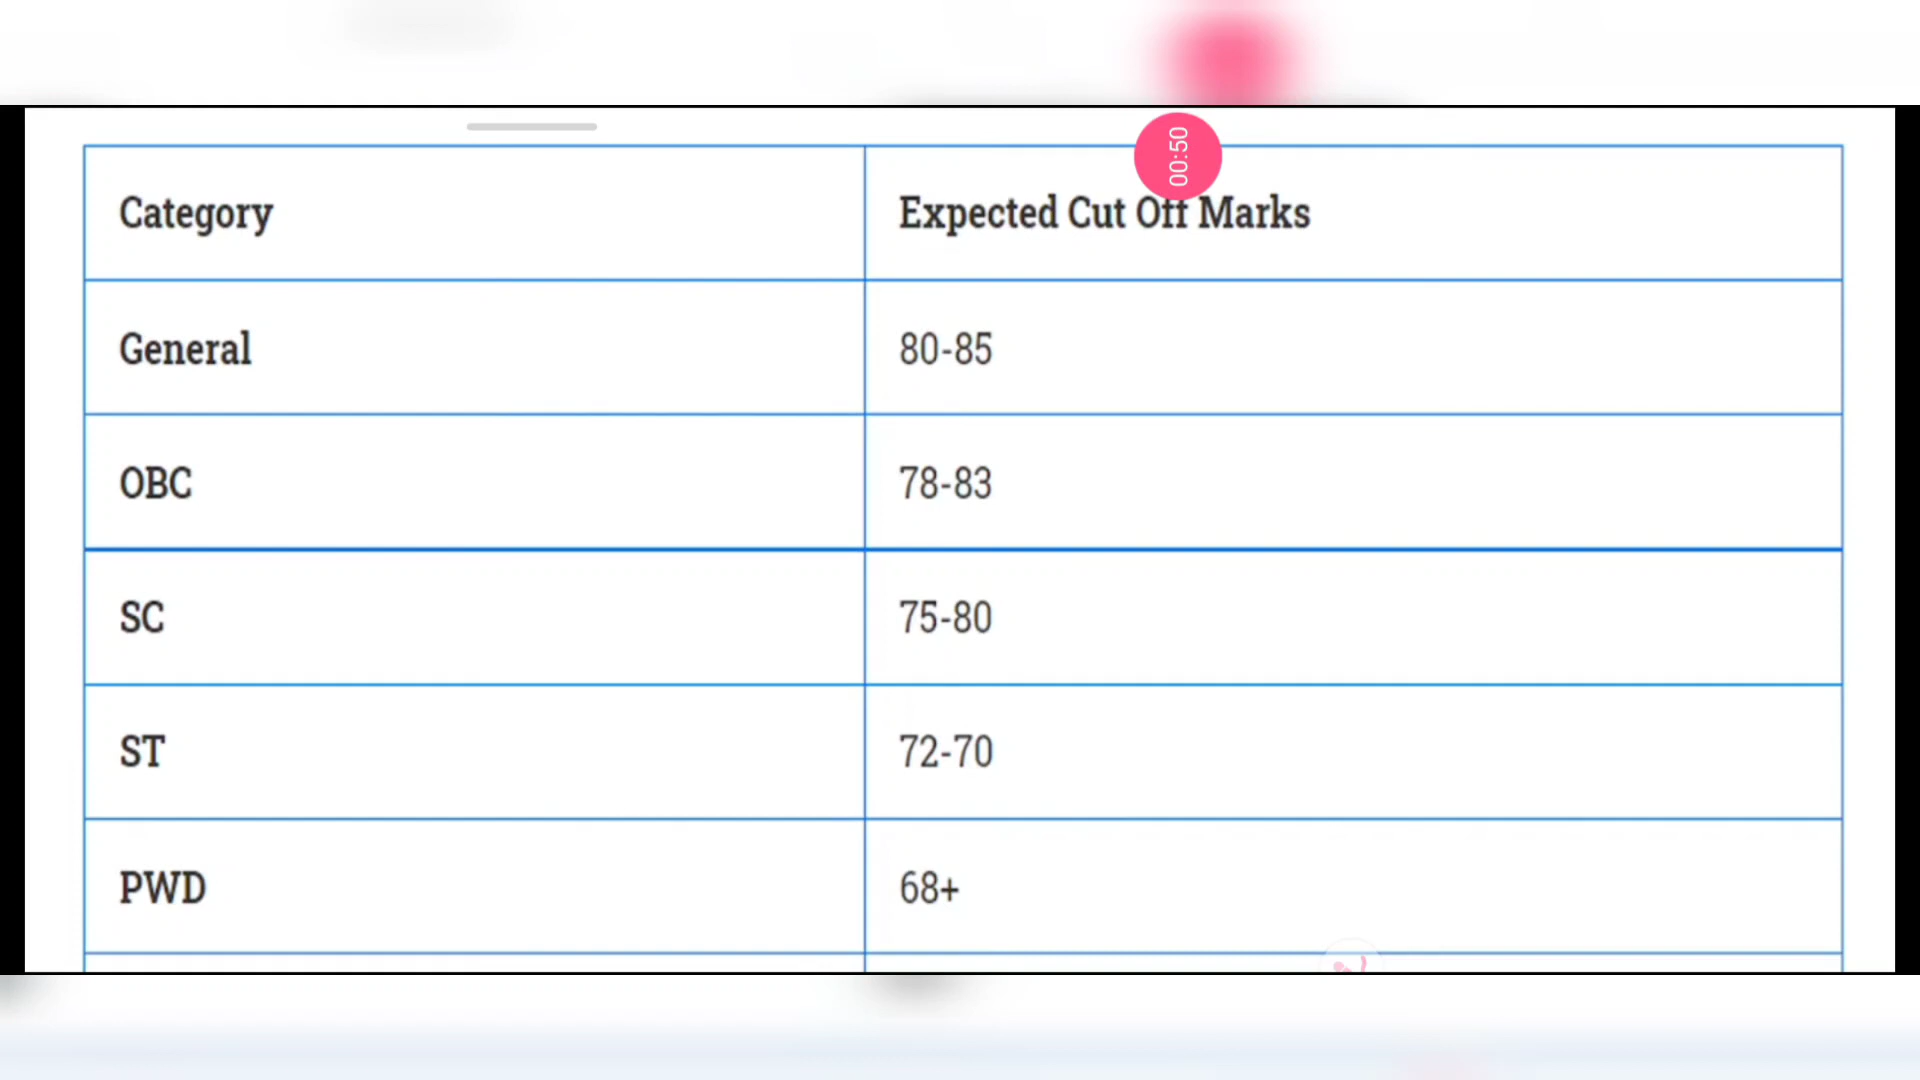 00:50
Category Expected Cut Off Marks
General 80-85
OBC 78-83
SC 75-80
ST 72-70
PWD 68+